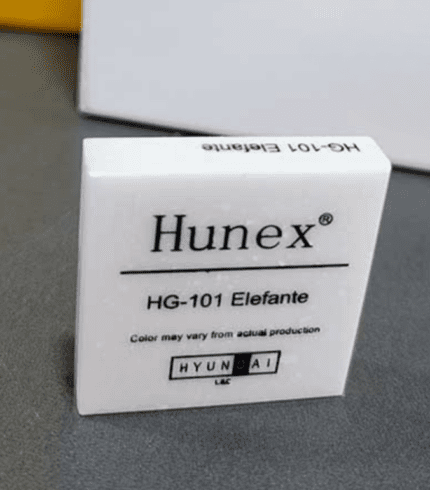 HG-101 Elefante
Hunex®
HG-101 Elefante
Color may vary from actual production
HYUNDAI
L&C